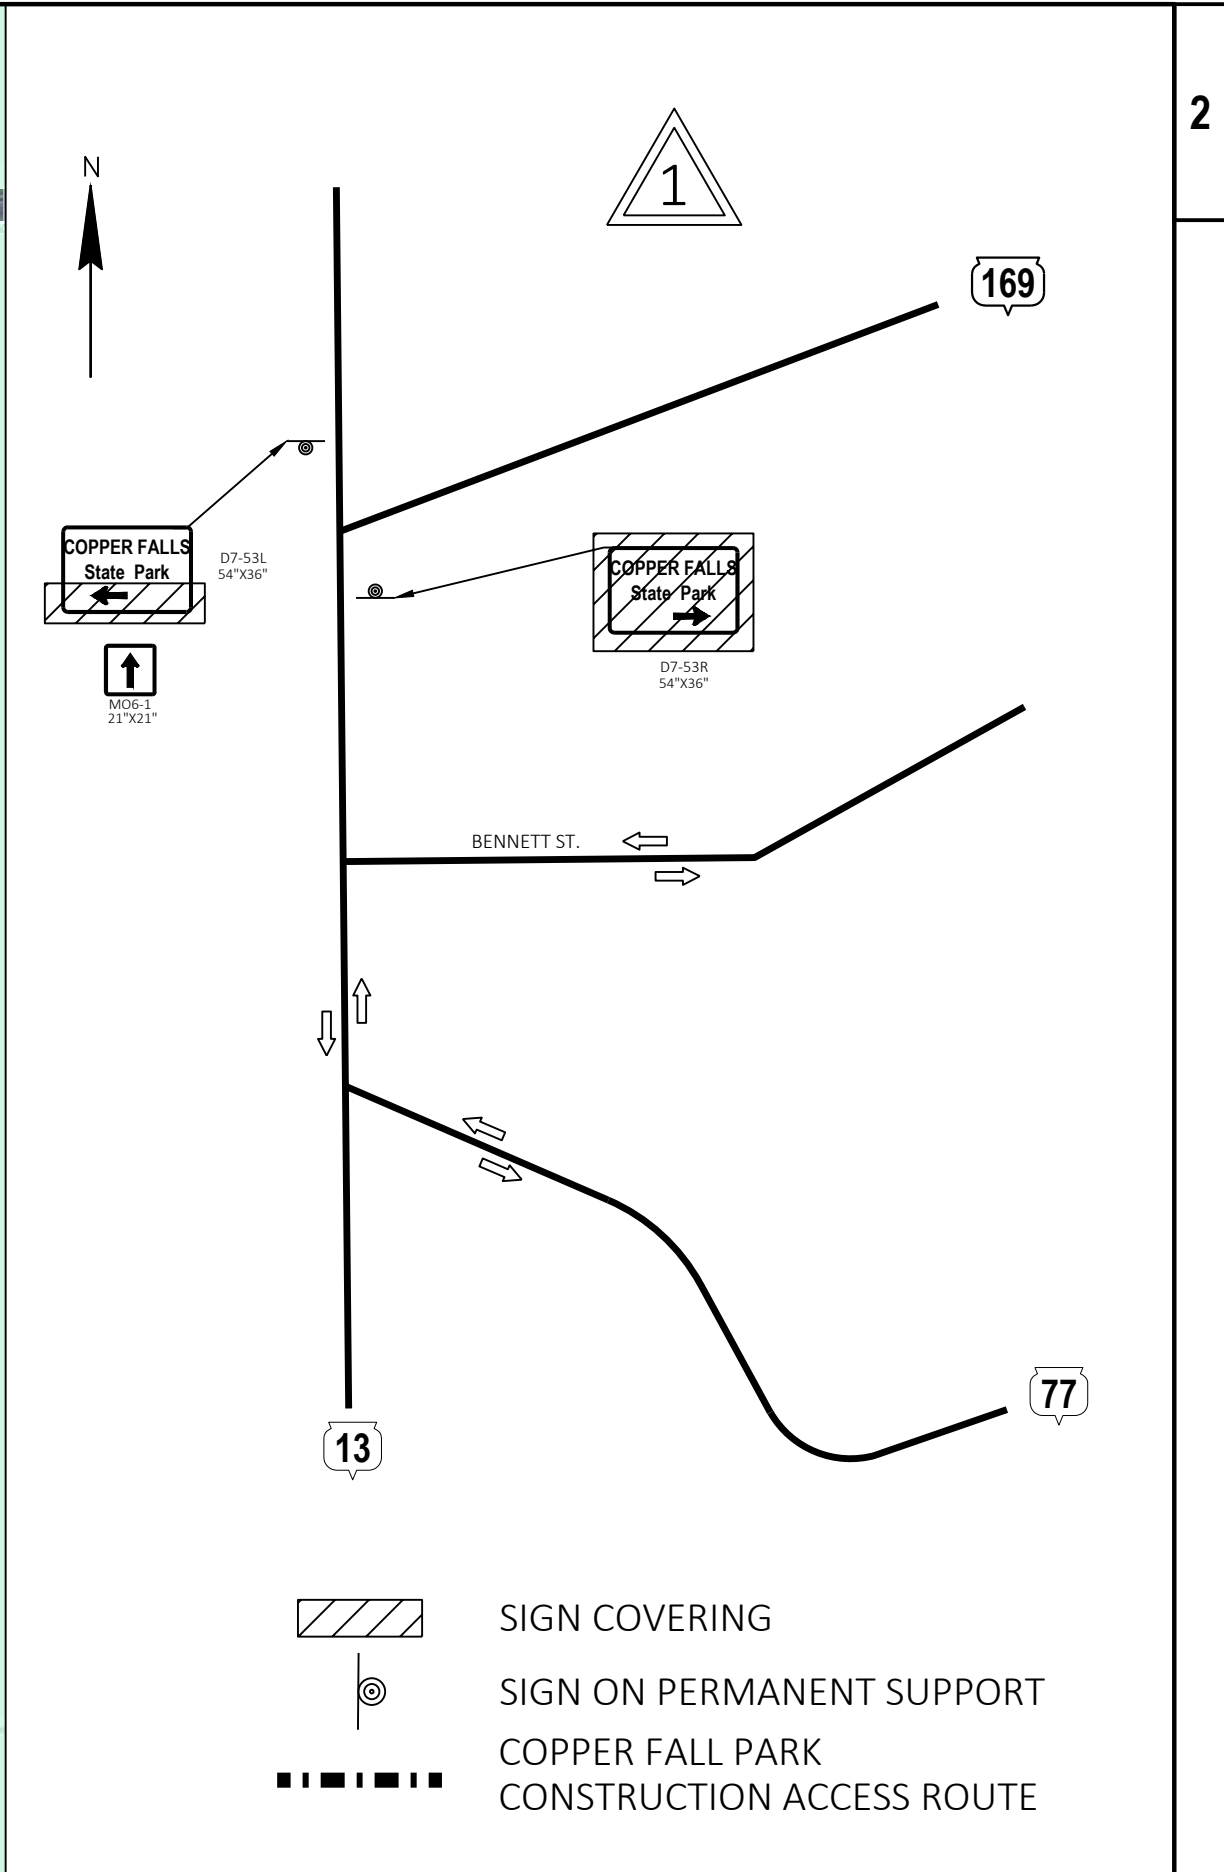 2
N
1
169
COPPER FALLS
State Park
D7-53L
54"X36"
MO6-1
21"X21"
COPPER FALLS
State Park
D7-53R
54"X36"
BENNETT ST.
77
13
SIGN COVERING
SIGN ON PERMANENT SUPPORT
COPPER FALL PARK
CONSTRUCTION ACCESS ROUTE